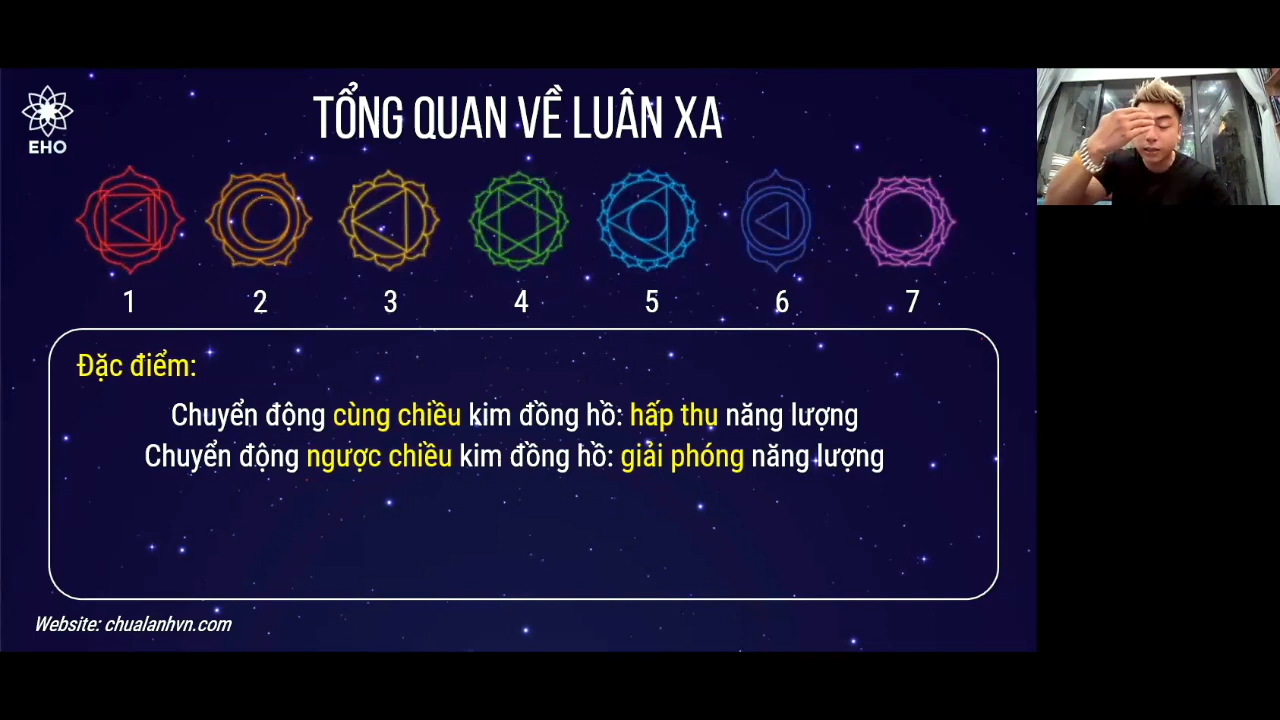 TỔNG QUAN VỀ LUÂN XA
EHO
1 2 3 4 5 6 7
Đặc điểm:
Chuyển động cùng chiều kim đồng hồ: hấp thụ năng lượng
Chuyển động ngược chiều kim đồng hồ: giải phóng năng lượng
Website: chualanhvn.com